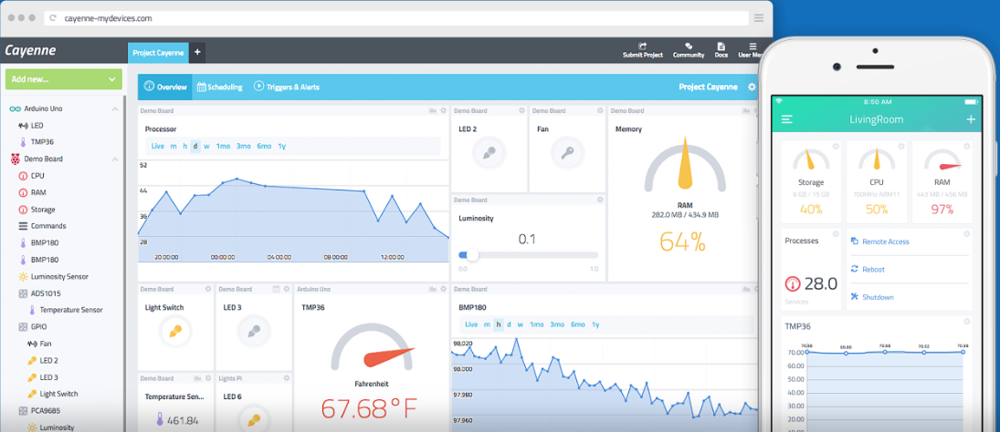 cayenne-mydevices.com
Cayenne
Project Cayenne
+
Submit Project
Community
Docs
User Men
Add new...
Arduino Uno
LED
TMP36
Demo Board
CPU
RAM
Storage
Commands
BMP180
BMP180
Luminosity Sensor
ADS1015
Temperature Sensor
GPIO
Fan
LED 2
LED 3
Light Switch
PCA9685
Luminosity
Overview
Scheduling
Triggers & Alerts
Project Cayenne
Demo Board
Processor
Live m h d w 1mo 3mo 6mo 1y
52
44
36
28
20:00:00 00:00:00 04:00:00 08:00:00 12:00:00
Demo Board
LED 2
Demo Board
Fan
Demo Board
Luminosity
0.1
0.0 1.0
Demo Board
Memory
RAM
282.0 MB / 434.9 MB
64%
Demo Board
Light Switch
Demo Board
LED 3
Arduino Uno
TMP36
Fahrenheit
67.68°F
Demo Board
Temperature Sen...
461.84
Lights Pi
LED 6
Demo Board
BMP180
Live m h d w 1mo 3mo 6mo 1y
98,020
98,000
97,980
97,960
8:50 AM
LivingRoom
+
Storage
6 GB / 15 GB
40%
CPU
700MHz ARM11
50%
RAM
443 MB / 456 MB
97%
Processes
28.0
Services
Remote Access
Reboot
Shutdown
TMP36
70.86 69.80 70.68 70.52 70.68
70.00
60.00
50.00
40.00
30.00
20.00